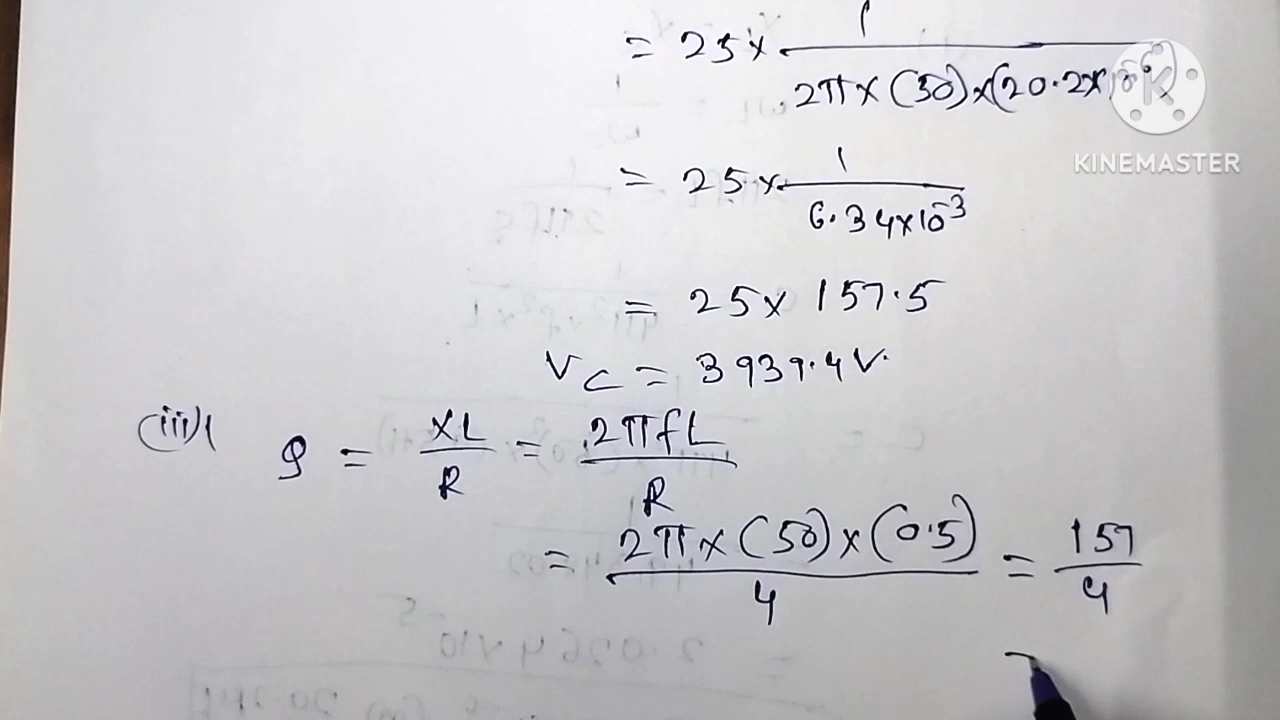 = 25 × 1 / 2π × (50) × (20.2×10
KINEMASTER
= 25 × 1 / 6.34×10⁻³
= 25 × 157.5
VC = 3939.4 V.
(iii) Q = XL / R = 2πfL / R
= 2π × (50) × (0.5) / 4 = 157 / 4